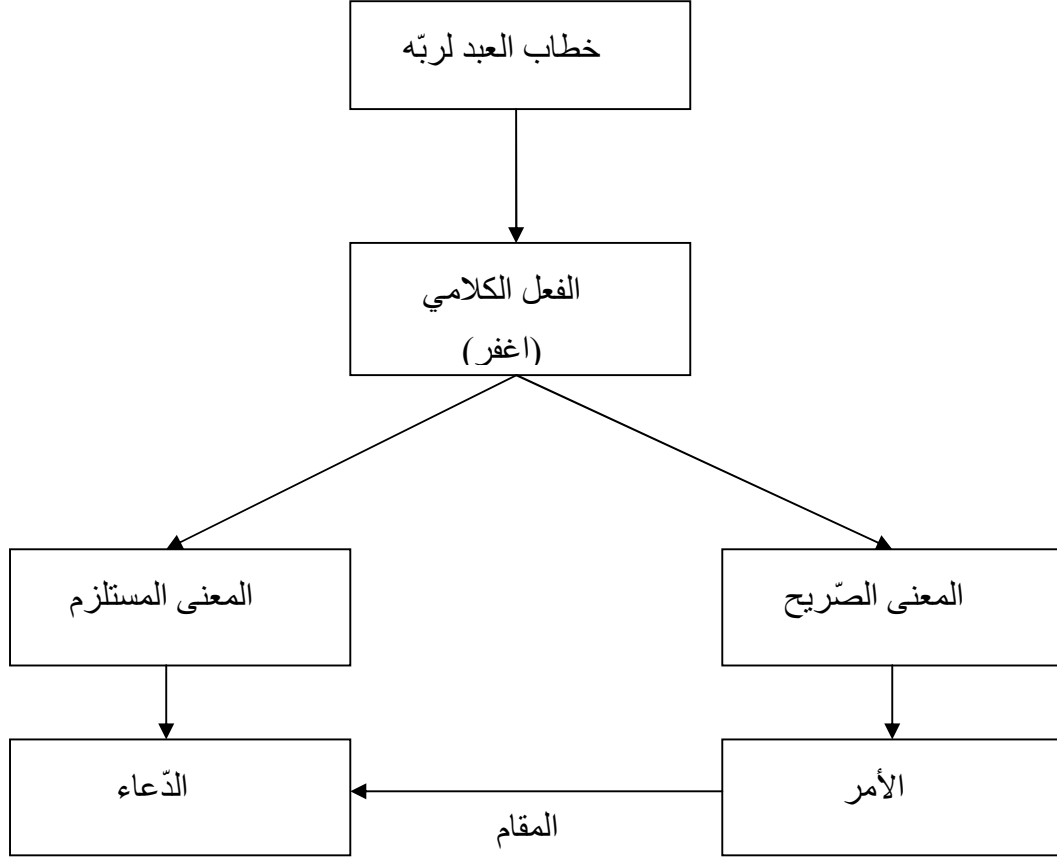 خطاب العبد لربّه
الفعل الكلامي
(اغفر)
المعنى الصّريح
المعنى المستلزم
الأمر
الدّعاء
المقام